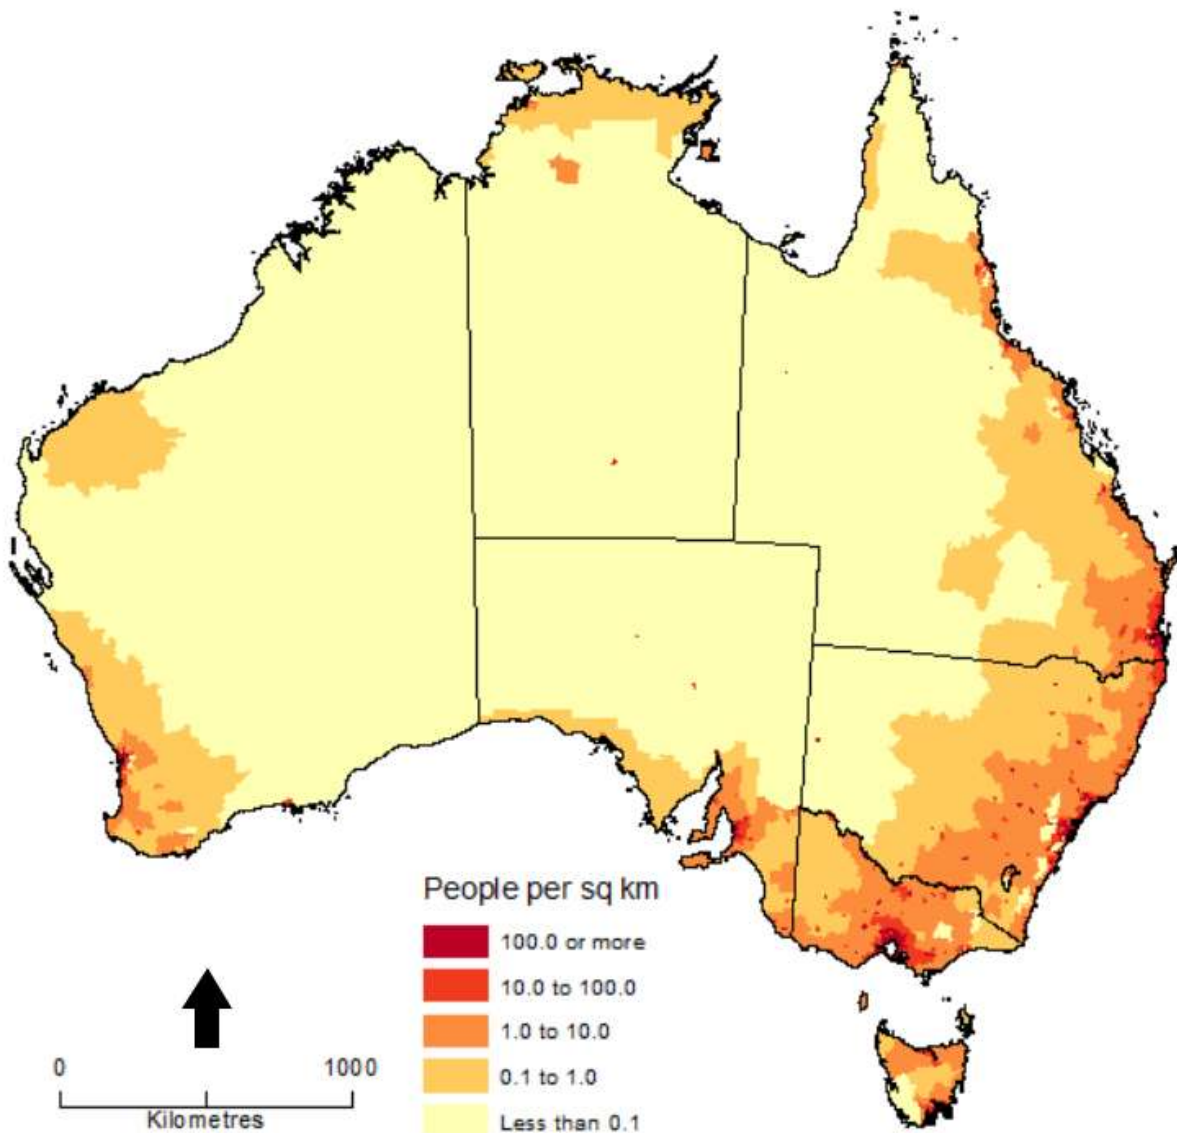 People per sq km
100.0 or more
10.0 to 100.0
1.0 to 10.0
0.1 to 1.0
Less than 0.1
0 1000
Kilometres